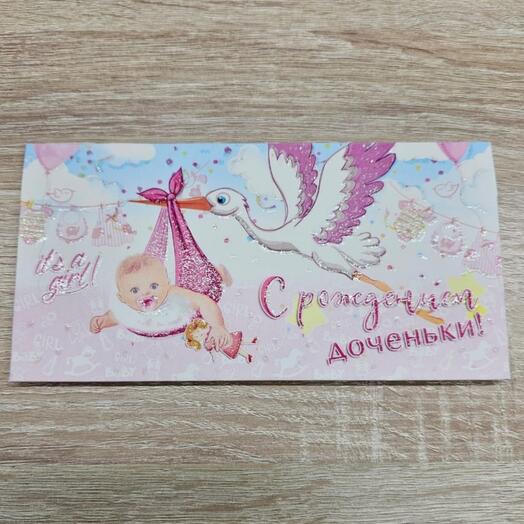 it's a
girl!
С рождением
доченьки!